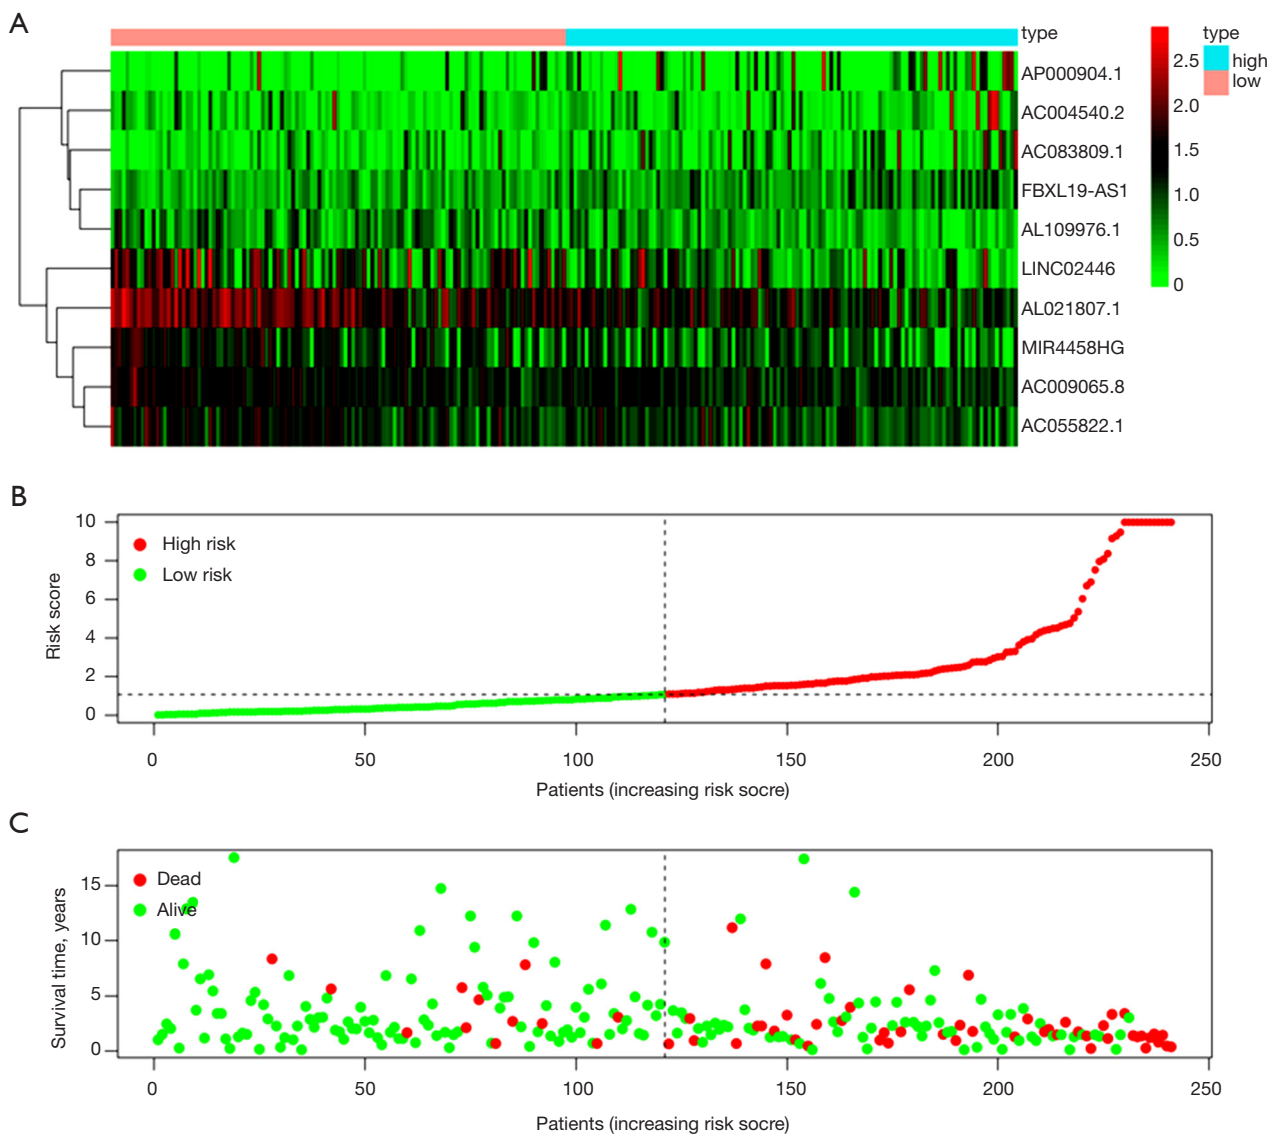 A
type
AP000904.1
AC004540.2
AC083809.1
FBXL19-AS1
AL109976.1
LINC02446
AL021807.1
MIR4458HG
AC009065.8
AC055822.1
2.5
2.0
1.5
1.0
0.5
0
type
high
low
B
Risk score
10
8
6
4
2
0
High risk
Low risk
0 50 100 150 200 250
Patients (increasing risk socre)
C
Survival time, years
15
10
5
0
Dead
Alive
0 50 100 150 200 250
Patients (increasing risk socre)